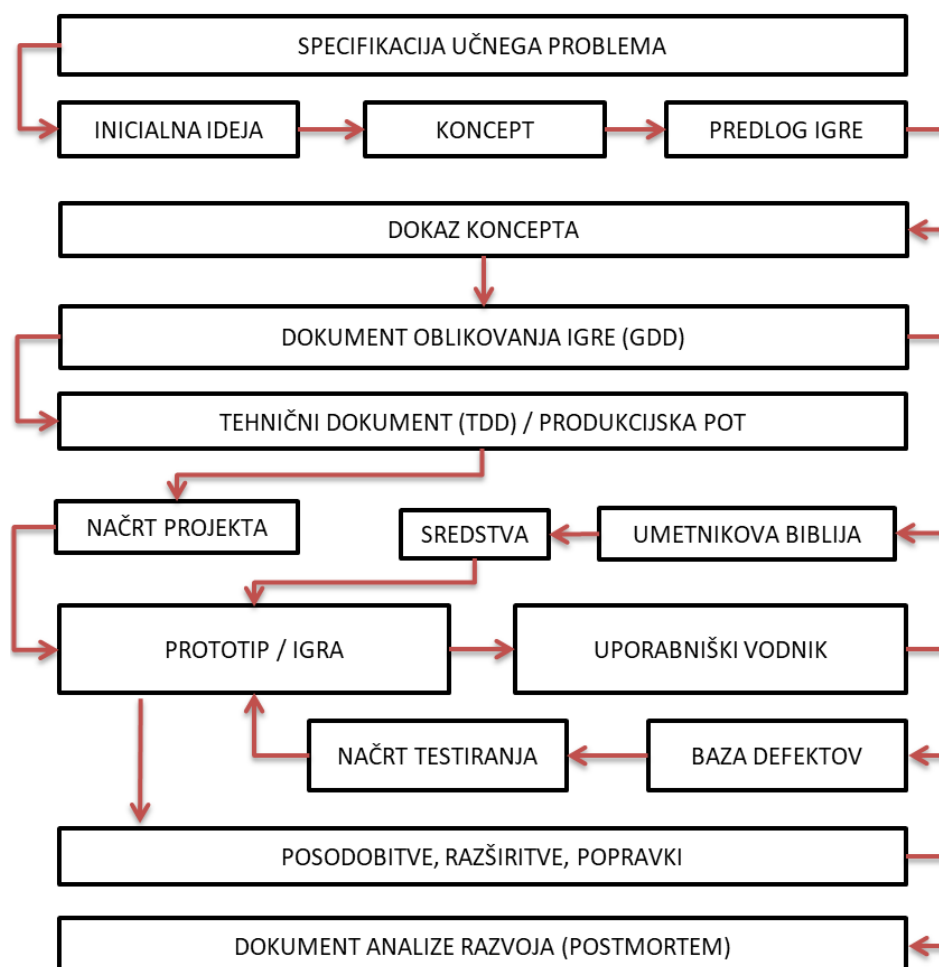 SPECIFIKACIJA UČNEGA PROBLEMA
INICIALNA IDEJA
KONCEPT
PREDLOG IGRE
DOKAZ KONCEPTA
DOKUMENT OBLIKOVANJA IGRE (GDD)
TEHNIČNI DOKUMENT (TDD) / PRODUKCIJSKA POT
NAČRT PROJEKTA
SREDSTVA
UMETNIKOVA BIBLIJA
PROTOTIP / IGRA
UPORABNIŠKI VODNIK
NAČRT TESTIRANJA
BAZA DEFEKTOV
POSODOBITVE, RAZŠIRITVE, POPRAVKI
DOKUMENT ANALIZE RAZVOJA (POSTMORTEM)